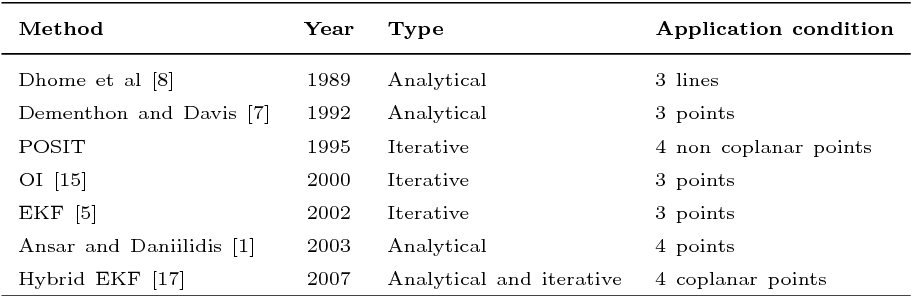 Method Year Type Application condition
Dhome et al [8] 1989 Analytical 3 lines
Dementhon and Davis [7] 1992 Analytical 3 points
POSIT 1995 Iterative 4 non coplanar points
OI [15] 2000 Iterative 3 points
EKF [5] 2002 Iterative 3 points
Ansar and Daniilidis [1] 2003 Analytical 4 points
Hybrid EKF [17] 2007 Analytical and iterative 4 coplanar points